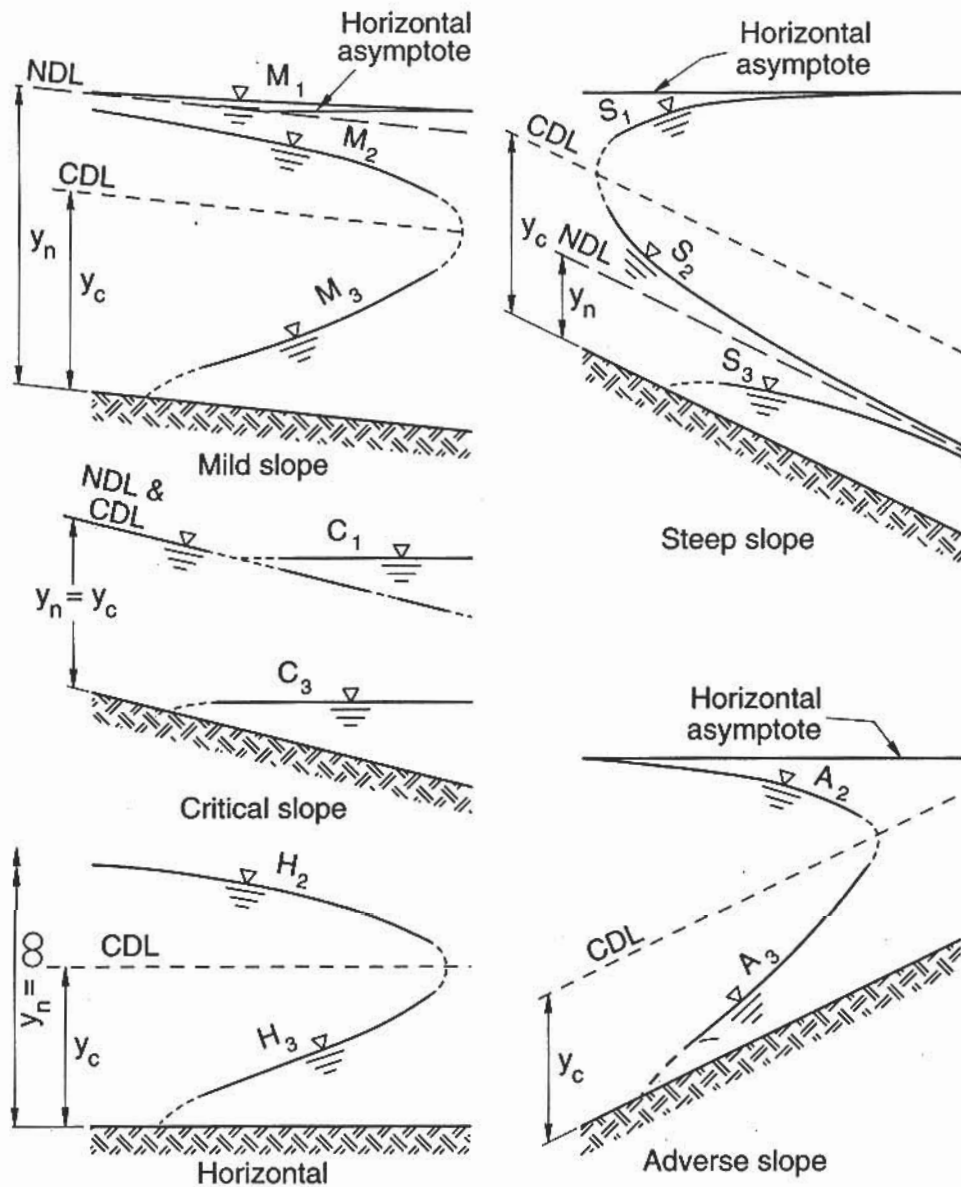 Horizontal
asymptote
NDL
M1
M2
CDL
yn
yc
M3
Mild slope
Horizontal
asymptote
S1
CDL
yc
NDL
S2
yn
S3
Steep slope
NDL &
CDL
C1
yn = yc
C3
Critical slope
H2
yn = ∞
CDL
yc
H3
Horizontal
Horizontal
asymptote
A2
CDL
A3
yc
Adverse slope